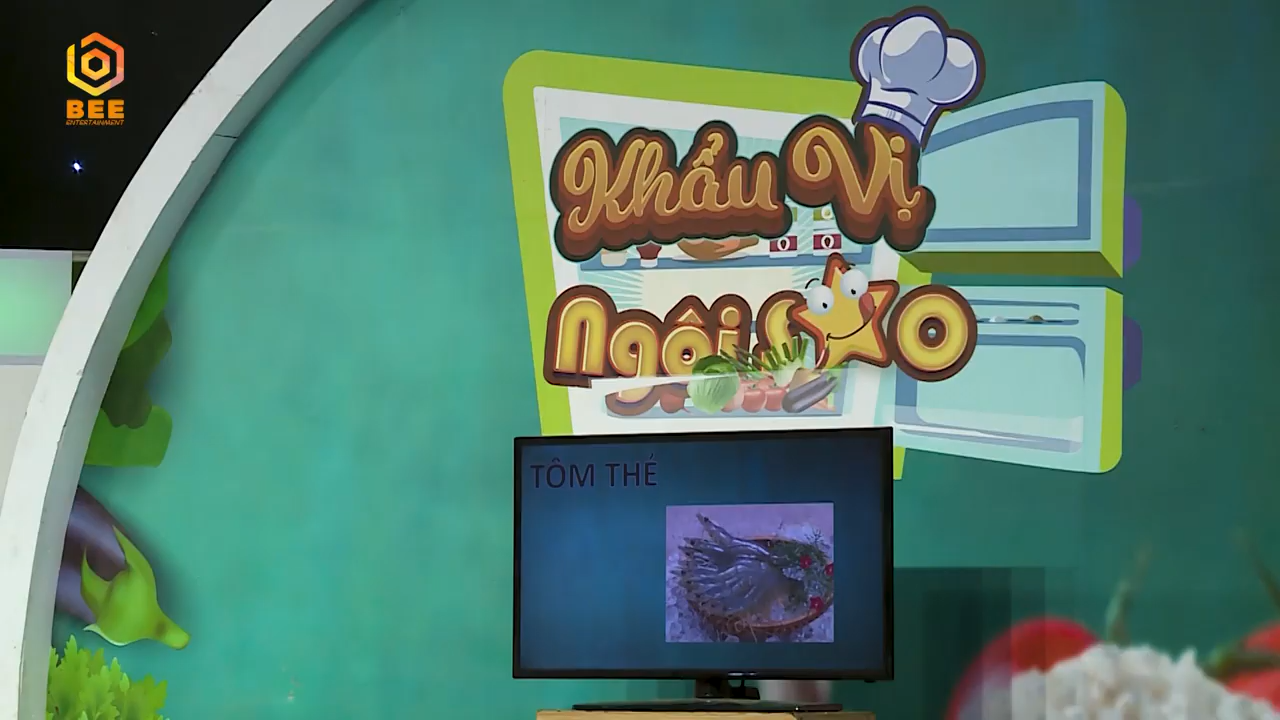 BEE
ENTERTAINMENT
Khẩu Vị
Ngôi SAO
TÔM THẺ